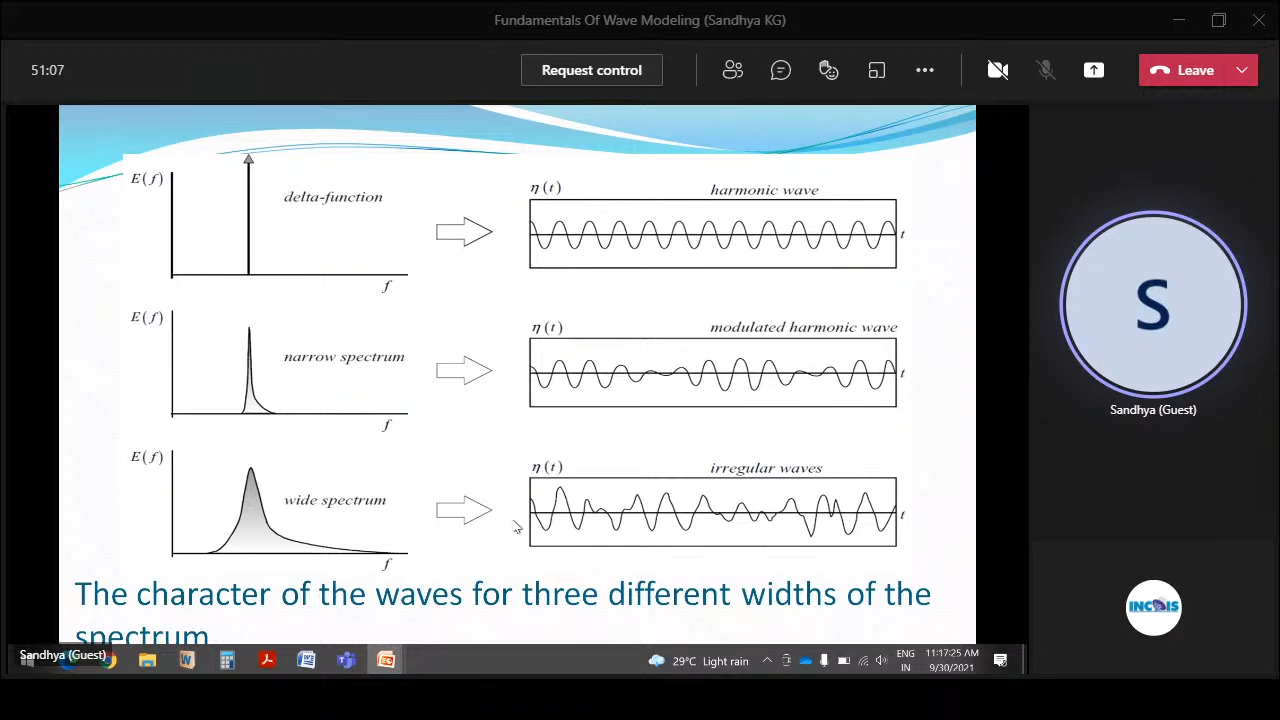 Fundamentals Of Wave Modeling (Sandhya KG)
51:07
Request control
Leave
E(f)
delta-function
f
η (t)
harmonic wave
t
E(f)
narrow spectrum
f
η (t)
modulated harmonic wave
t
E(f)
wide spectrum
f
η (t)
irregular waves
t
The character of the waves for three different widths of the
spectrum
S
Sandhya (Guest)
INCOIS
Sandhya (Guest)
29°C Light rain
ENG
IN
11:17:25 AM
9/30/2021